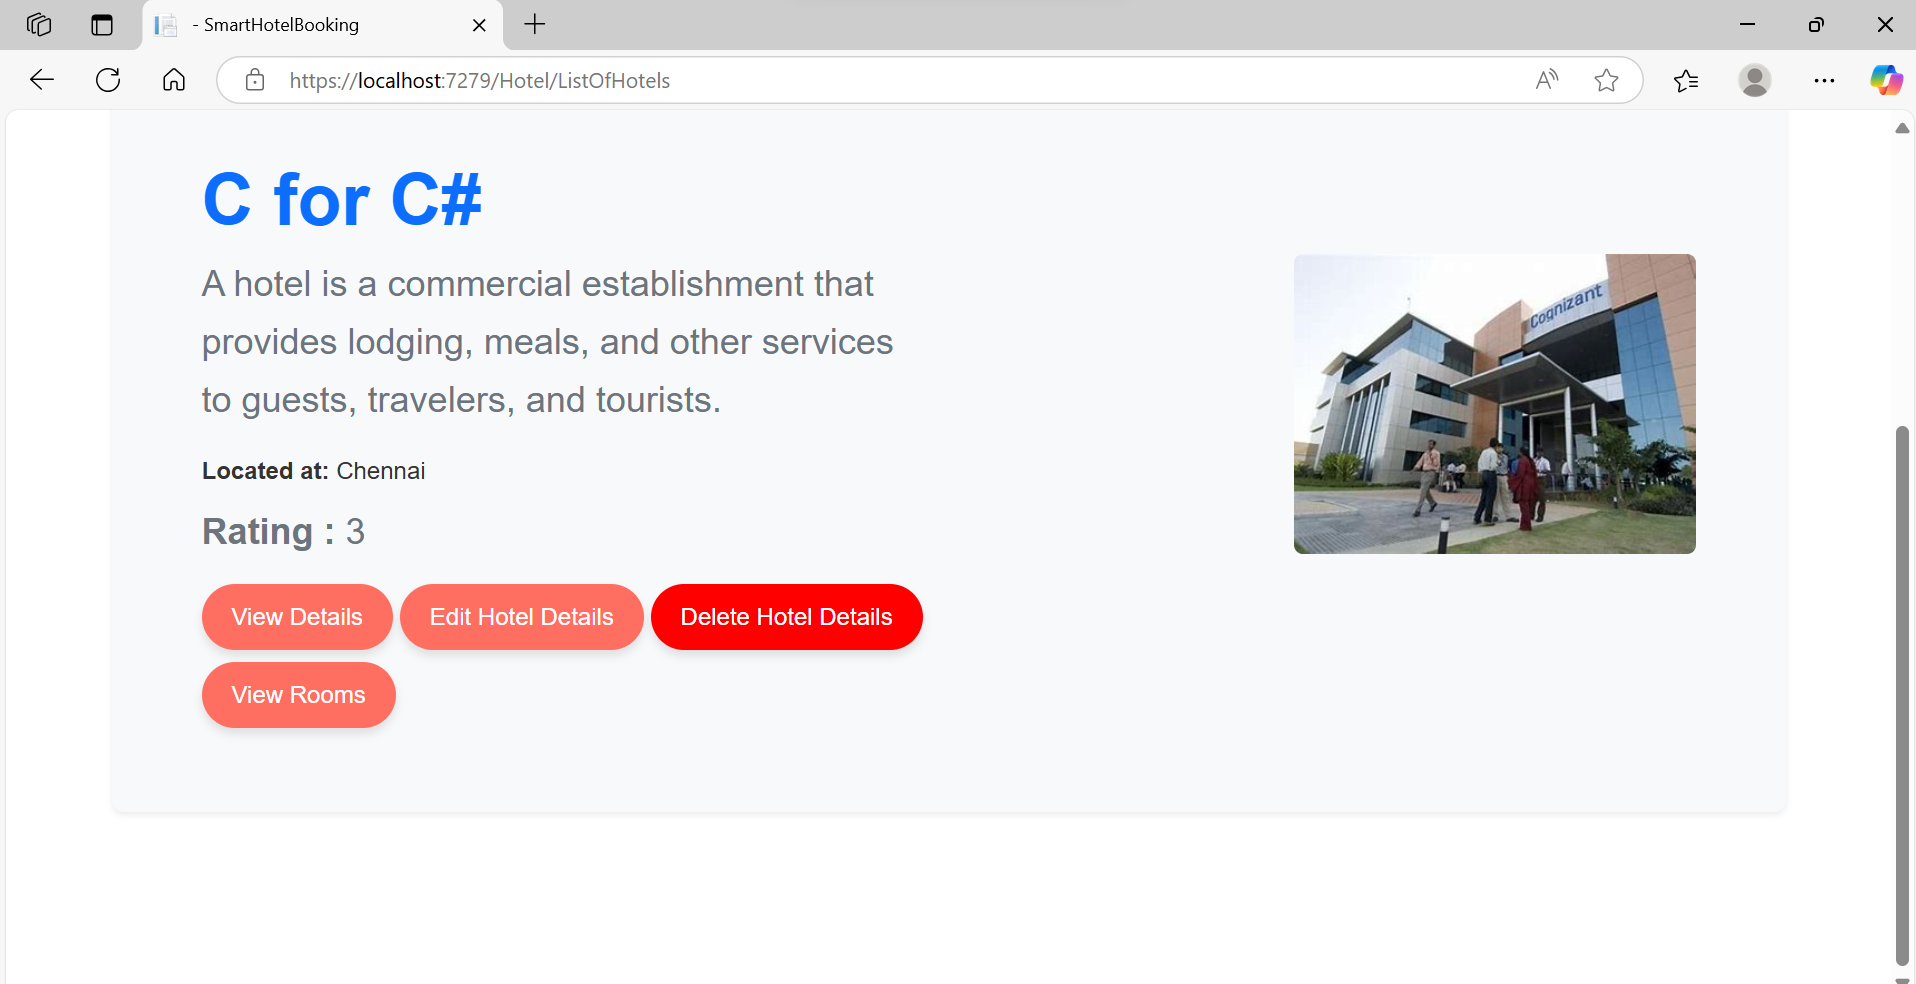 - SmartHotelBooking
https://localhost:7279/Hotel/ListOfHotels
C for C#
A hotel is a commercial establishment that
provides lodging, meals, and other services
to guests, travelers, and tourists.
Cognizant
Located at: Chennai
Rating : 3
View Details
Edit Hotel Details
Delete Hotel Details
View Rooms